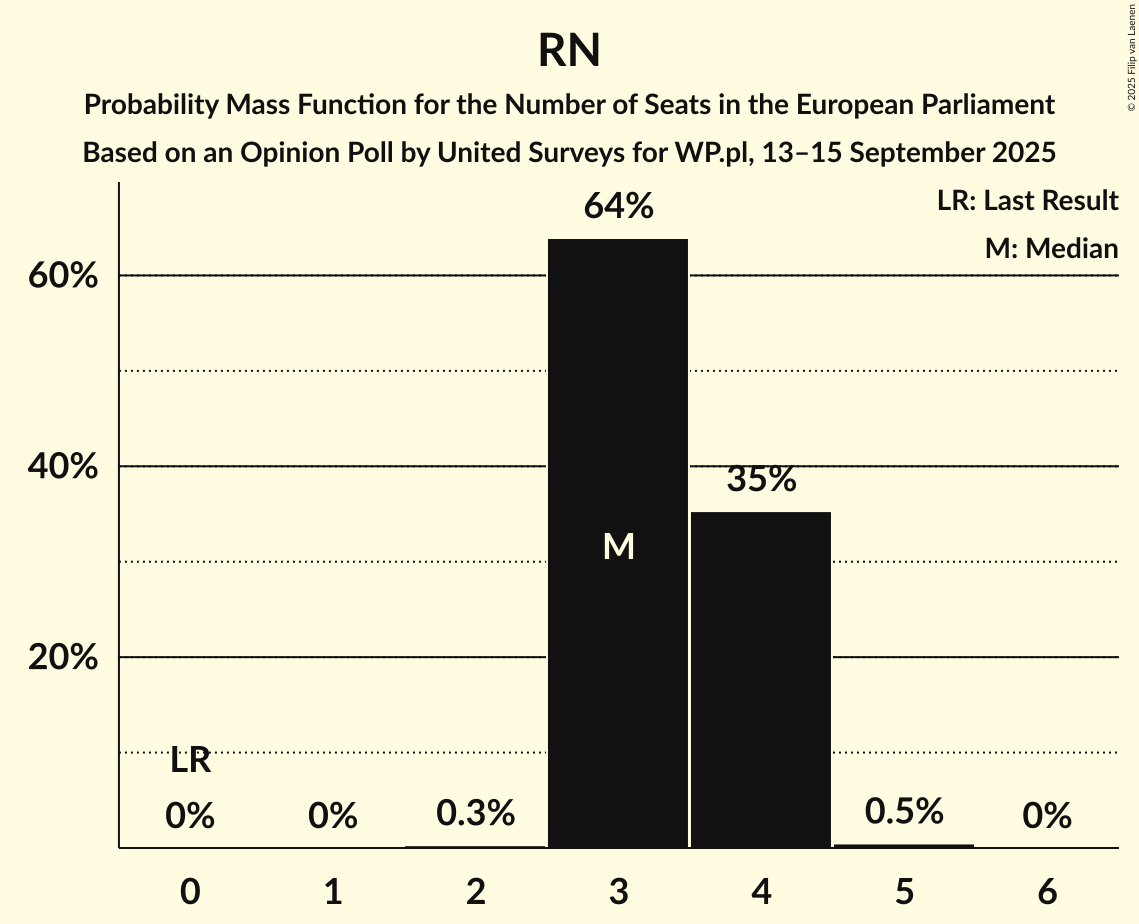 RN
Probability Mass Function for the Number of Seats in the European Parliament
Based on an Opinion Poll by United Surveys for WP.pl, 13–15 September 2025
© 2025 Filip van Laenen
LR: Last Result
M: Median
64%
60%
40%
35%
M
20%
LR
0% 0% 0.3% 0.5% 0%
0 1 2 3 4 5 6